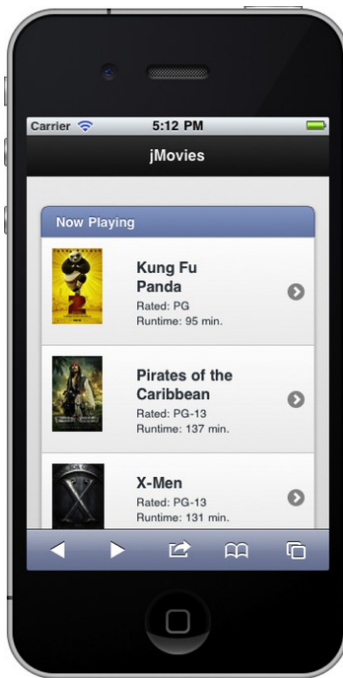 Carrier 5:12 PM
jMovies
Now Playing
Kung Fu
Panda
Rated: PG
Runtime: 95 min.
2
Pirates of the
Caribbean
Rated: PG-13
Runtime: 137 min.
X-Men
Rated: PG-13
Runtime: 131 min.